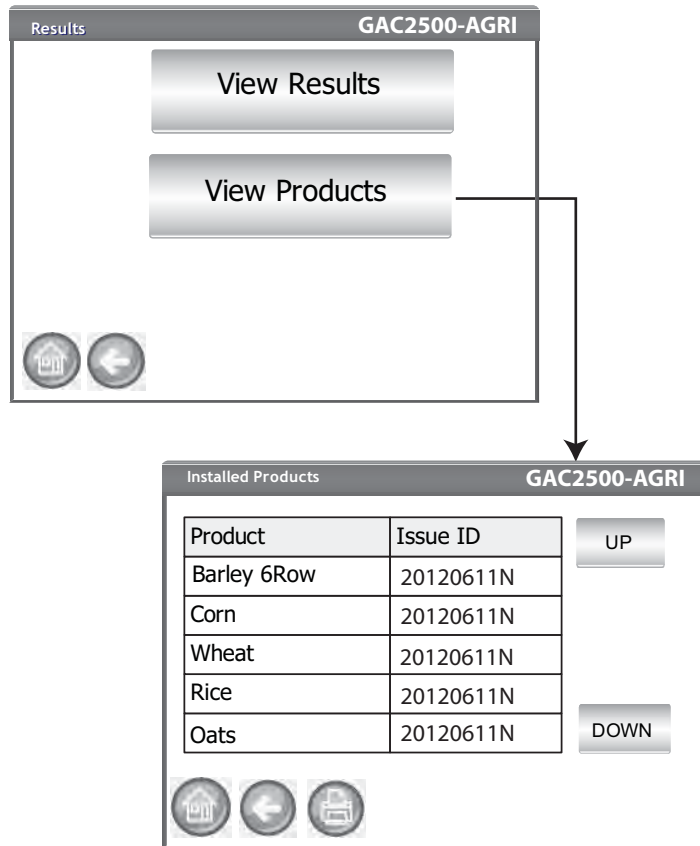 Results GAC2500-AGRI
View Results
View Products
Installed Products GAC2500-AGRI
Product Issue ID UP
Barley 6Row 20120611N
Corn 20120611N
Wheat 20120611N
Rice 20120611N
Oats 20120611N DOWN